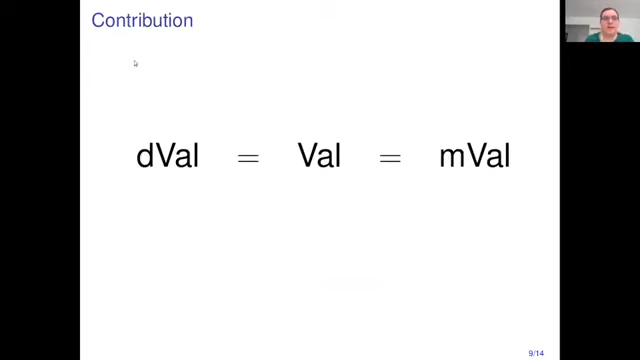 Contribution
dVal = Val = mVal
9/14